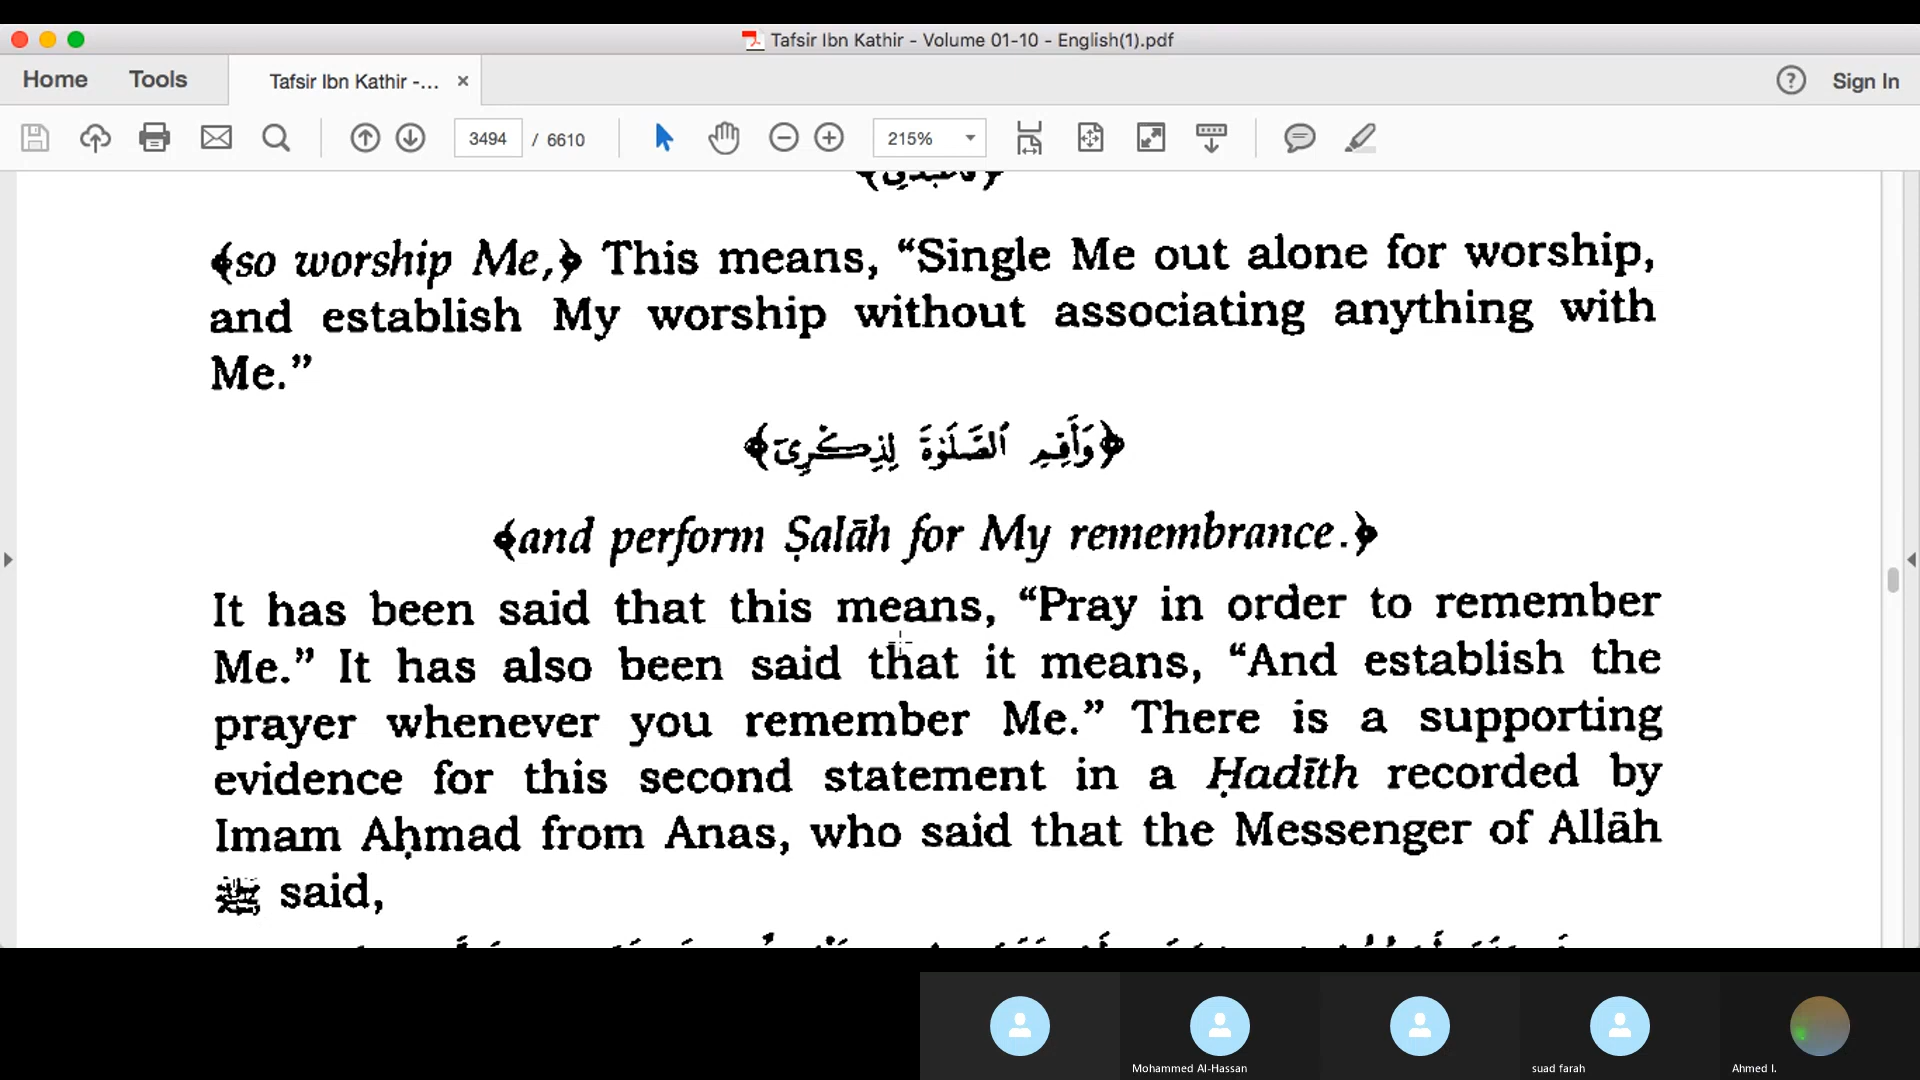 Tafsir Ibn Kathir - Volume 01-10 - English(1).pdf
Home Tools Tafsir Ibn Kathir -... × ? Sign In
3494 / 6610 215%
﴿so worship Me,﴾ This means, “Single Me out alone for worship,
and establish My worship without associating anything with
Me.”
﴿وَأَقِمِ ٱلصَّلَوٰةَ لِذِكْرِىٓ﴾
﴿and perform Ṣalāh for My remembrance.﴾
It has been said that this means, “Pray in order to remember
Me.” It has also been said that it means, “And establish the
prayer whenever you remember Me.” There is a supporting
evidence for this second statement in a Ḥadīth recorded by
Imam Aḥmad from Anas, who said that the Messenger of Allāh
ﷺ said,
Mohammed Al-Hassan suad farah Ahmed I.